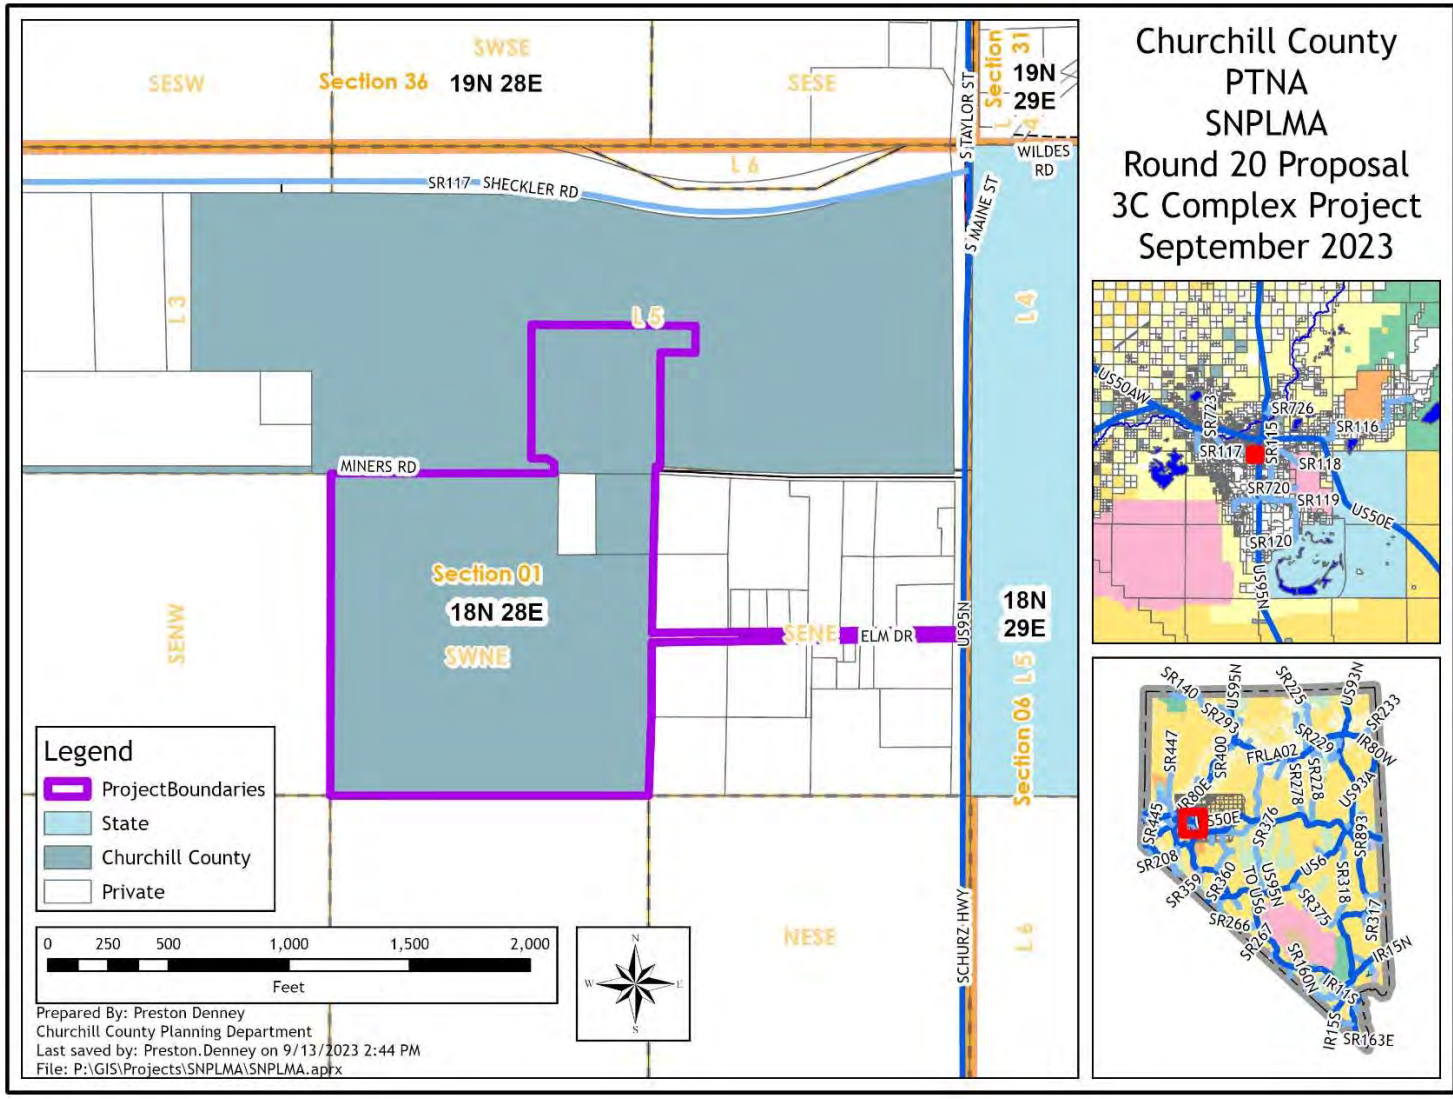 Churchill County
PTNA
SNPLMA
Round 20 Proposal
3C Complex Project
September 2023
SESW
SWSE
Section 36
19N 28E
SESE
Section 31
19N
29E
L 4
S TAYLOR ST
WILDES
RD
L 6
SR117
SHECKLER RD
S MAINE ST
L 3
L 5
L 4
MINERS RD
Section 01
18N 28E
SWNE
SENW
SENE
ELM DR
US95N
18N
29E
Section 06
L 5
NESE
L 6
SCHURZ HWY
Legend
ProjectBoundaries
State
Churchill County
Private
0 250 500 1,000 1,500 2,000
Feet
N
W E
S
Prepared By: Preston Denney
Churchill County Planning Department
Last saved by: Preston.Denney on 9/13/2023 2:44 PM
File: P:\GIS\Projects\SNPLMA\SNPLMA.aprx
US50AW
SR723
SR726
SR115
SR116
SR117
SR118
SR720
SR119
US50E
SR120
US95N
SR140
US95N
SR225
US93N
SR293
SR233
SR447
SR400
SR229
IR80W
FRLA02
SR278
SR228
US93A
IR80E
US50E
SR445
SR376
SR893
SR208
SR359
SR360
TO US6
US95N
US6
SR318
SR375
SR317
SR266
SR267
SR160N
IR15N
IR11S
IR15S
SR163E